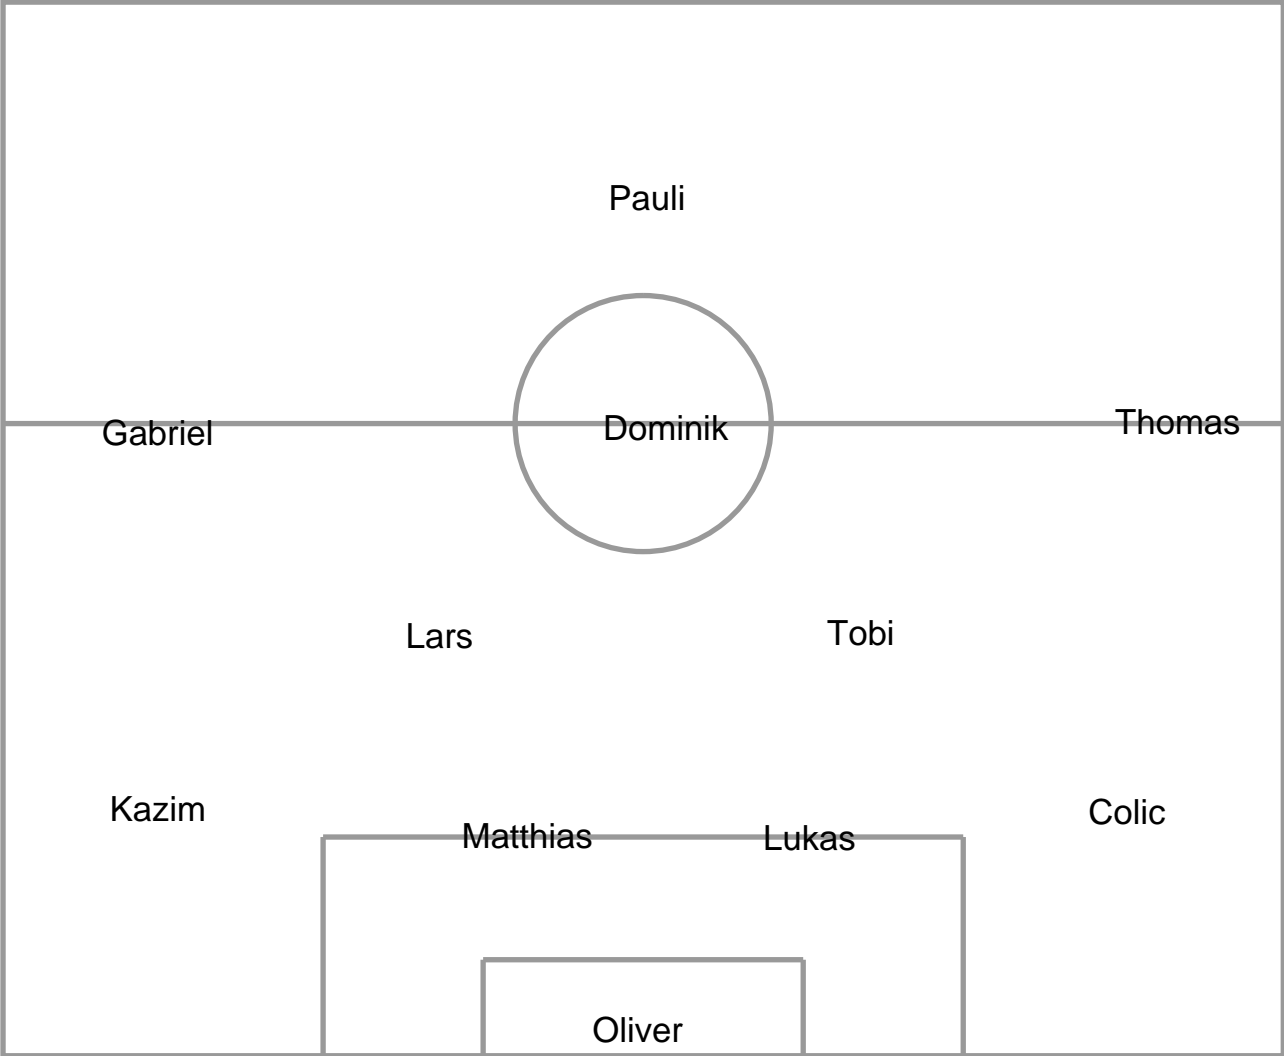 Pauli
Gabriel Dominik Thomas
Lars Tobi
Kazim Matthias Lukas Colic
Oliver